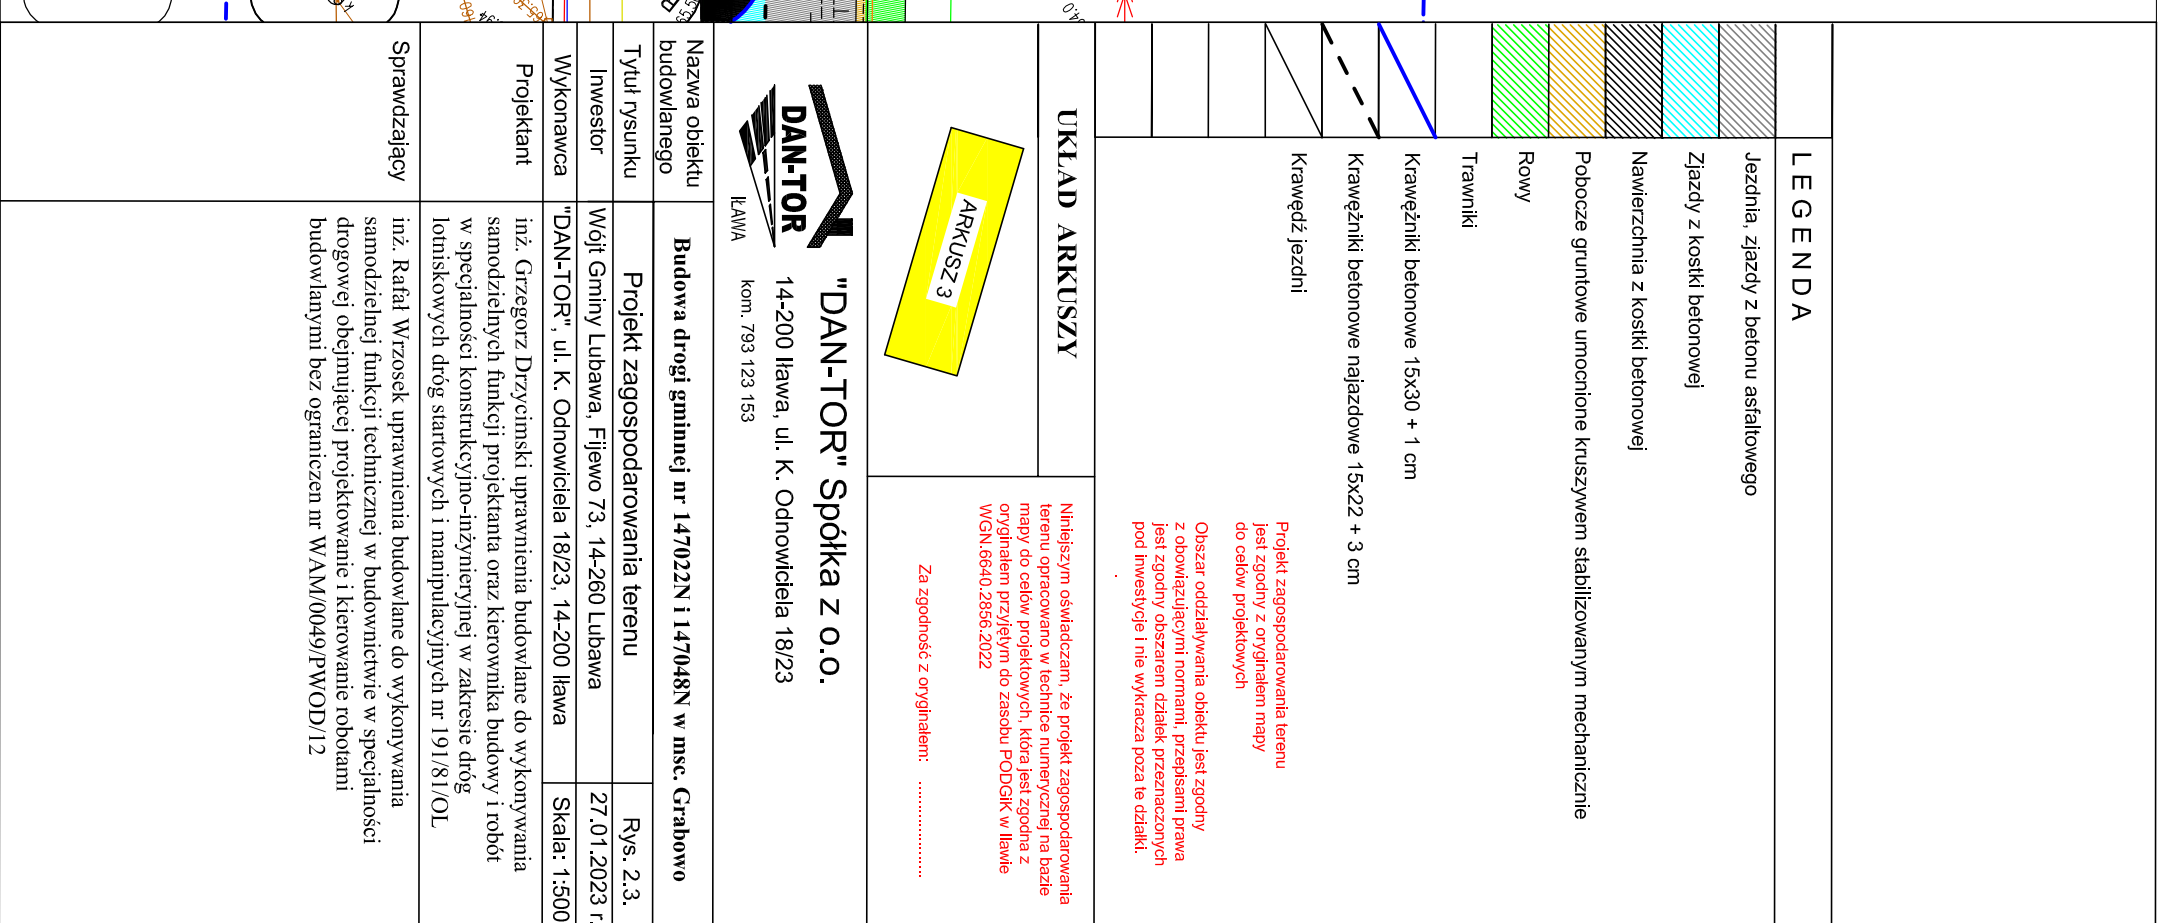 LEGENDA
Jezdnia, zjazdy z betonu asfaltowego
Zjazdy z kostki betonowej
Nawierzchnia z kostki betonowej
Pobocze gruntowe umocnione kruszywem stabilizowanym mechanicznie
Rowy
Trawniki
Krawężniki betonowe 15x30 + 1 cm
Krawężniki betonowe najazdowe 15x22 + 3 cm
Krawędź jezdni
Projekt zagospodarowania terenu
jest zgodny z oryginałem mapy
do celów projektowych
Obszar oddziaływania obiektu jest zgodny
z obowiązującymi normami, przepisami prawa
jest zgodny obszarem działek przeznaczonych
pod inwestycje i nie wykracza poza te działki.
.
UKŁAD ARKUSZY
ARKUSZ 3
Niniejszym oświadczam, że projekt zagospodarowania
terenu opracowano w technice numerycznej na bazie
mapy do celów projektowych, która jest zgodna z
oryginałem przyjętym do zasobu PODGiK w Iławie
WGN.6640.2856.2022
Za zgodność z oryginałem: ......................
DAN-TOR
IŁAWA
"DAN-TOR" Spółka z o.o.
14-200 Iława, ul. K. Odnowiciela 18/23
kom. 793 123 153
Nazwa obiektu
budowlanego
Budowa drogi gminnej nr 147022N i 147048N w msc. Grabowo
Tytuł rysunku
Projekt zagospodarowania terenu
Rys. 2.3.
Inwestor
Wójt Gminy Lubawa, Fijewo 73, 14-260 Lubawa
27.01.2023 r.
Wykonawca
"DAN-TOR", ul. K. Odnowiciela 18/23, 14-200 Iława
Skala: 1:500
Projektant
inż. Grzegorz Drzycimski uprawnienia budowlane do wykonywania
samodzielnych funkcji projektanta oraz kierownika budowy i robót
w specjalności konstrukcyjno-inżynieryjnej w zakresie dróg
lotniskowych dróg startowych i manipulacyjnych nr 191/81/OL
Sprawdzający
inż. Rafał Wrzosek uprawnienia budowlane do wykonywania
samodzielnej funkcji technicznej w budownictwie w specjalności
drogowej obejmującej projektowanie i kierowanie robotami
budowlanymi bez ograniczen nr WAM/0049/PWOD/12